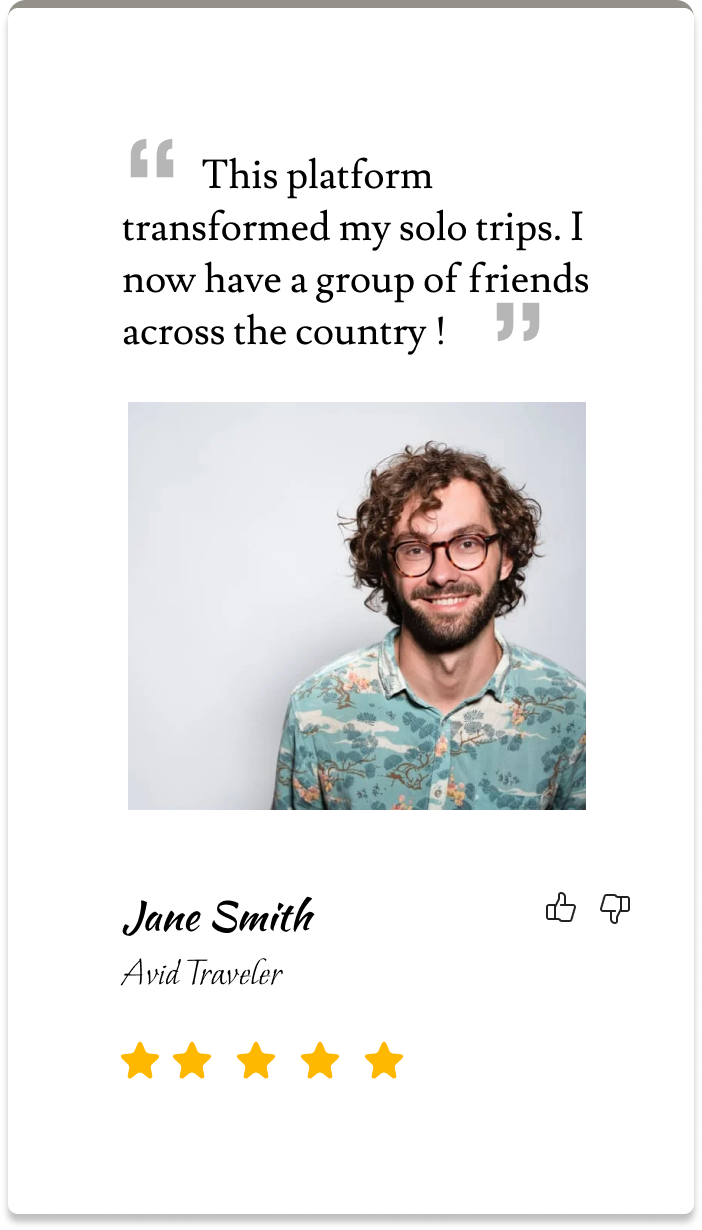 “ This platform
transformed my solo trips. I
now have a group of friends
across the country ! ”
Jane Smith
Avid Traveler